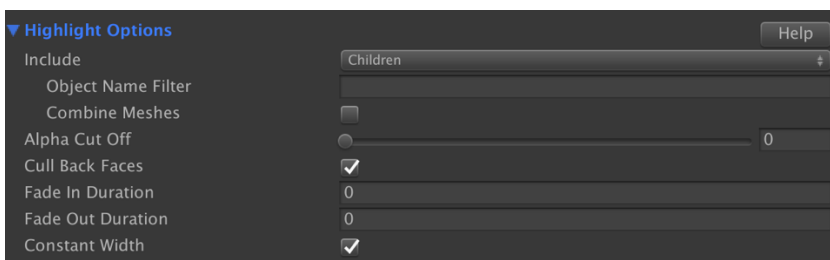 Highlight Options Help
Include Children
Object Name Filter
Combine Meshes
Alpha Cut Off 0
Cull Back Faces
Fade In Duration 0
Fade Out Duration 0
Constant Width